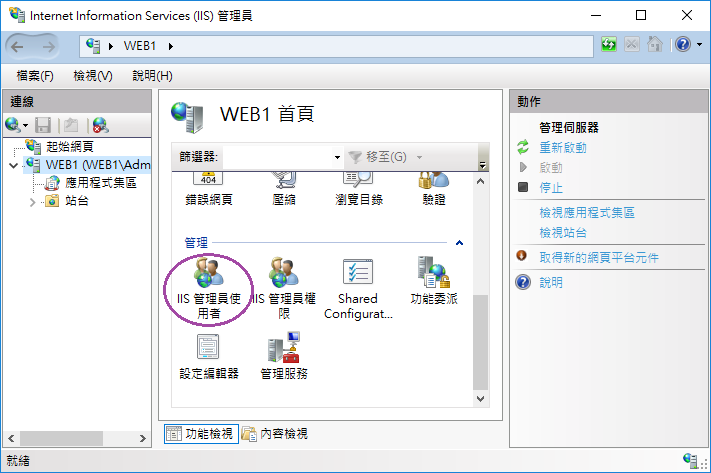 Internet Information Services (IIS) 管理員
WEB1
檔案(F) 檢視(V) 說明(H)
連線
起始網頁
WEB1 (WEB1\Adm
應用程式集區
站台
WEB1 首頁
篩選器: 移至(G)
404
錯誤網頁 壓縮 瀏覽目錄 驗證
管理
IIS 管理員使
用者
IIS 管理員權
限
Shared
Configurat...
功能委派
設定編輯器 管理服務
功能檢視 內容檢視
動作
管理伺服器
重新啟動
啟動
停止
檢視應用程式集區
檢視站台
取得新的網頁平台元件
說明
就緒